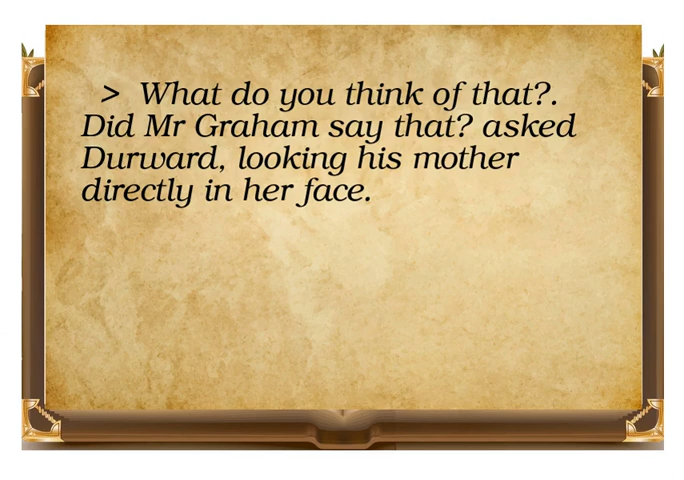 > What do you think of that?.
Did Mr Graham say that? asked
Durward, looking his mother
directly in her face.